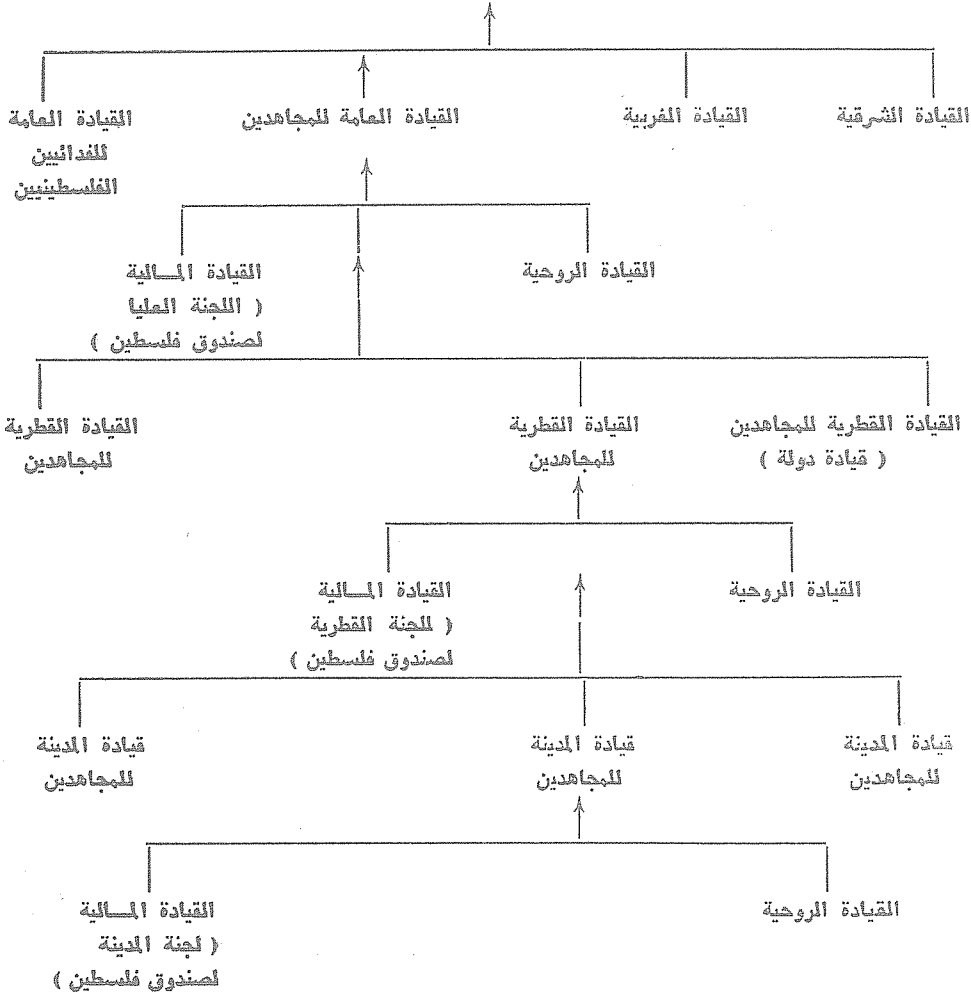 القيادة الشرقية
القيادة الغربية
القيادة العامة للمجاهدين
القيادة العامة
للفدائيين
الفلسطينيين
القيادة الروحية
القيادة المالية
( اللجنة العليا
لصندوق فلسطين )
القيادة القطرية للمجاهدين
( قيادة دولة )
القيادة القطرية
للمجاهدين
القيادة القطرية
للمجاهدين
القيادة الروحية
القيادة المالية
( للجنة القطرية
لصندوق فلسطين )
قيادة المدينة
للمجاهدين
قيادة المدينة
للمجاهدين
قيادة المدينة
للمجاهدين
القيادة الروحية
القيادة المالية
( لجنة المدينة
لصندوق فلسطين )